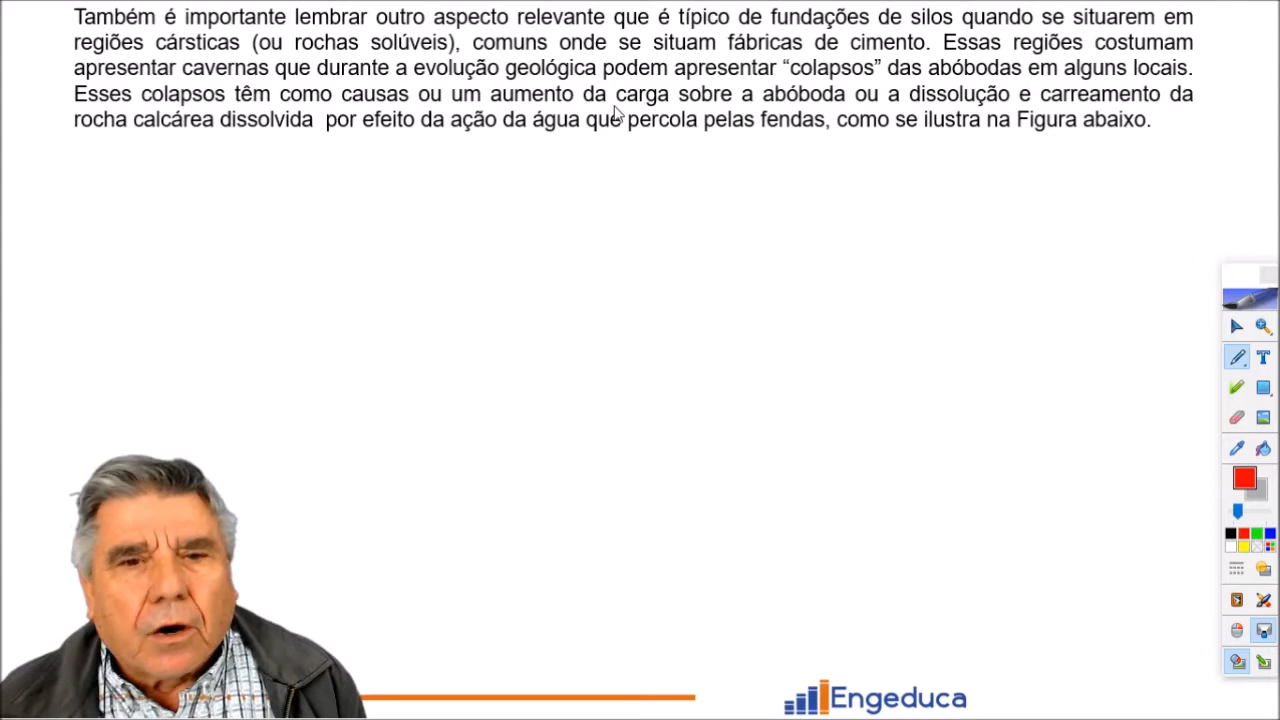 Também é importante lembrar outro aspecto relevante que é típico de fundações de silos quando se situarem em
regiões cársticas (ou rochas solúveis), comuns onde se situam fábricas de cimento. Essas regiões costumam
apresentar cavernas que durante a evolução geológica podem apresentar “colapsos” das abóbodas em alguns locais.
Esses colapsos têm como causas ou um aumento da carga sobre a abóboda ou a dissolução e carreamento da
rocha calcárea dissolvida  por efeito da ação da água que percola pelas fendas, como se ilustra na Figura abaixo.
T
Engeduca